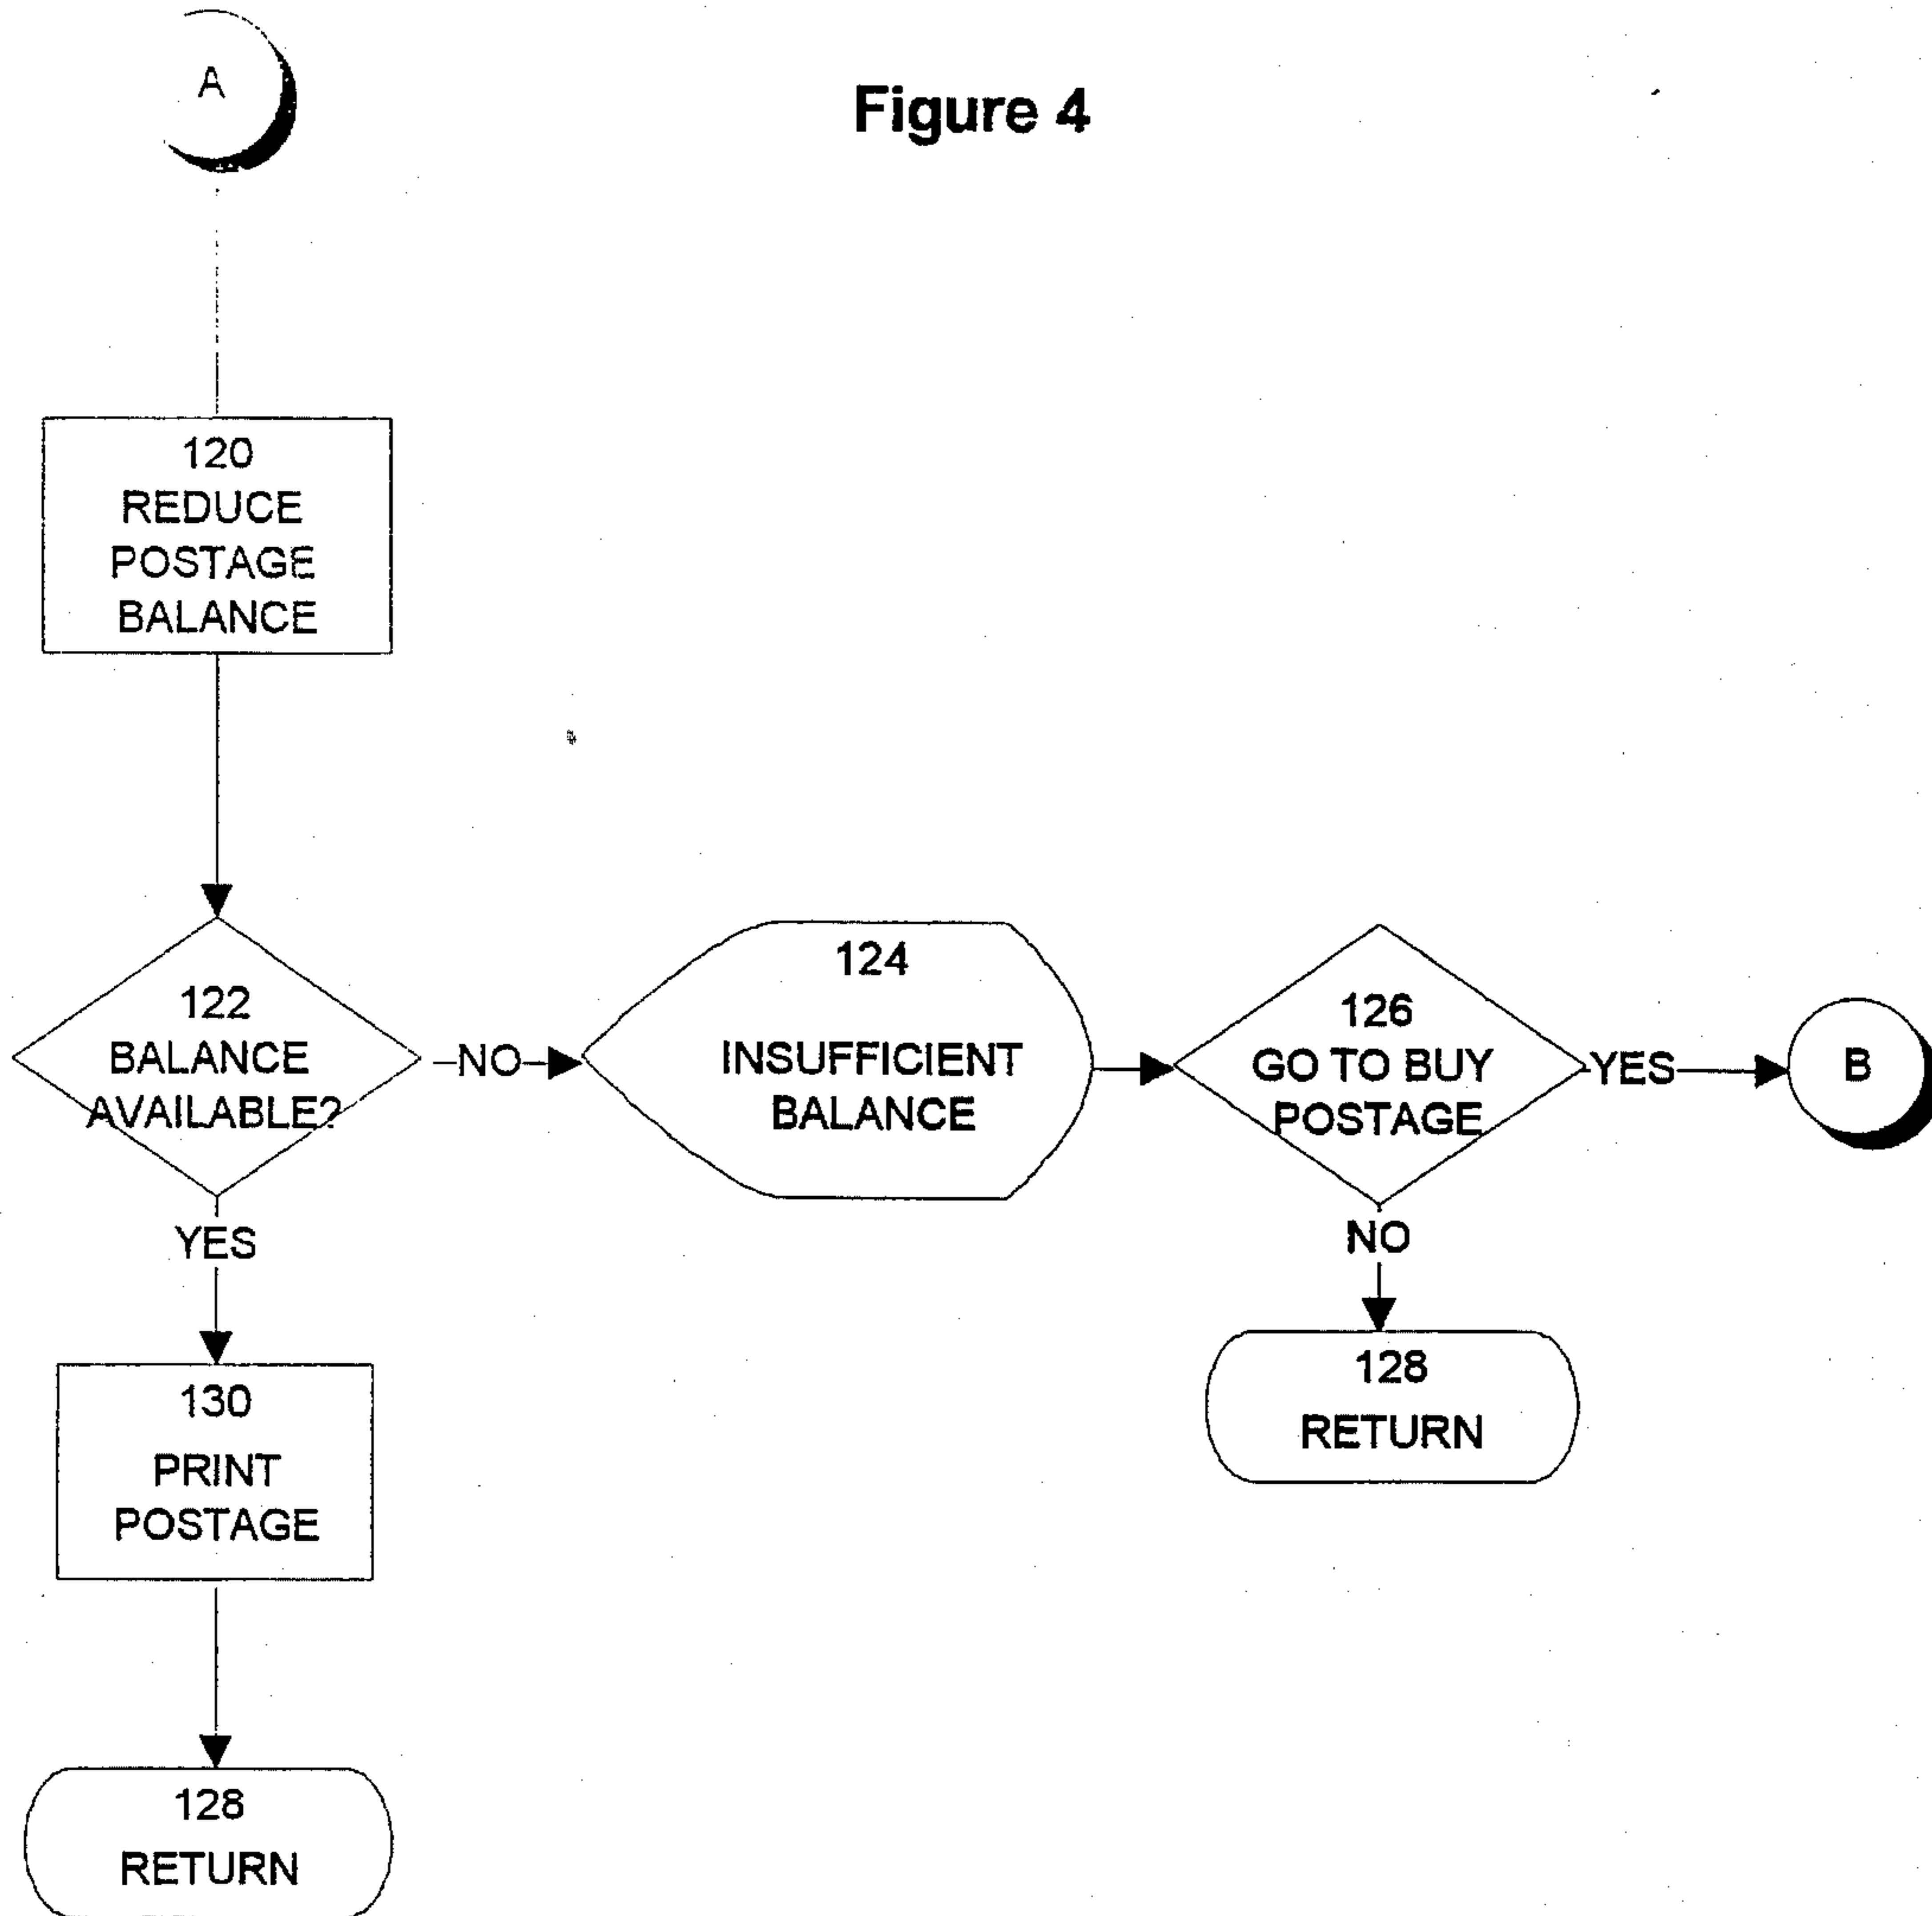 A
Figure 4
120
REDUCE
POSTAGE
BALANCE
122
BALANCE
AVAILABLE?
NO
124
INSUFFICIENT
BALANCE
126
GO TO BUY
POSTAGE
YES
B
YES
NO
130
PRINT
POSTAGE
128
RETURN
128
RETURN